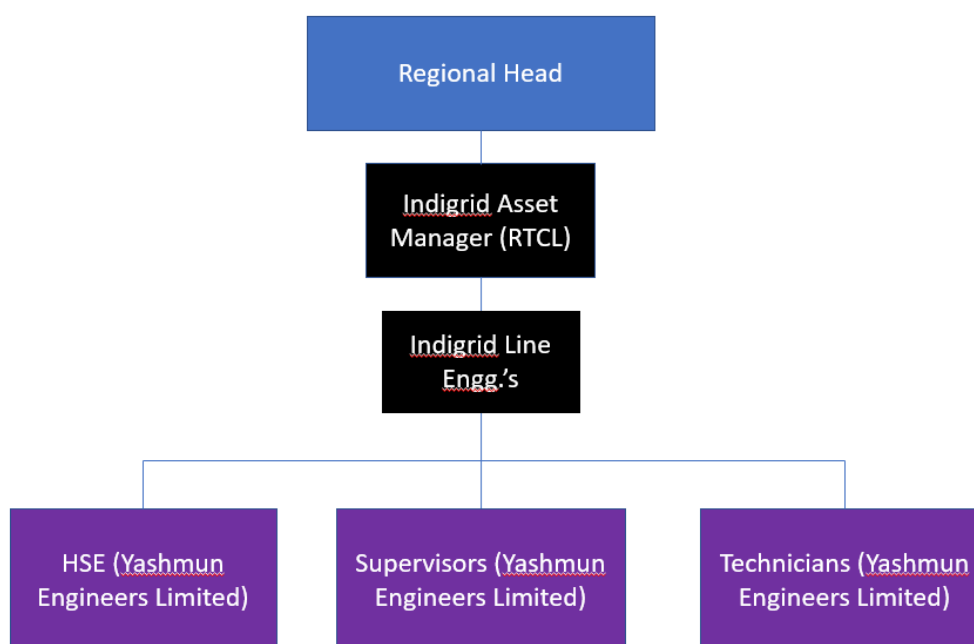 Regional Head
Indigrid Asset
Manager (RTCL)
Indigrid Line
Engg.'s
HSE (Yashmun
Engineers Limited)
Supervisors (Yashmun
Engineers Limited)
Technicians (Yashmun
Engineers Limited)